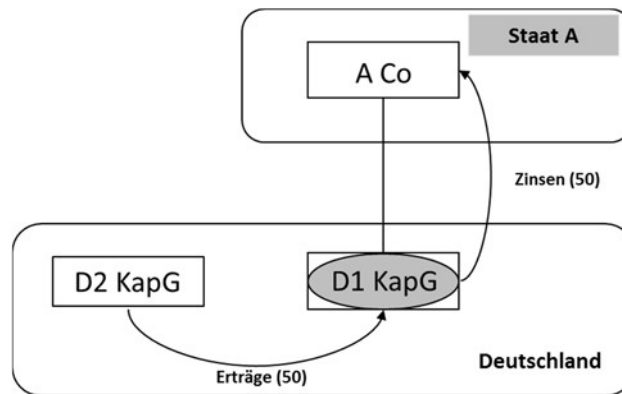 Staat A
A Co
Zinsen (50)
D2 KapG
D1 KapG
Erträge (50)
Deutschland